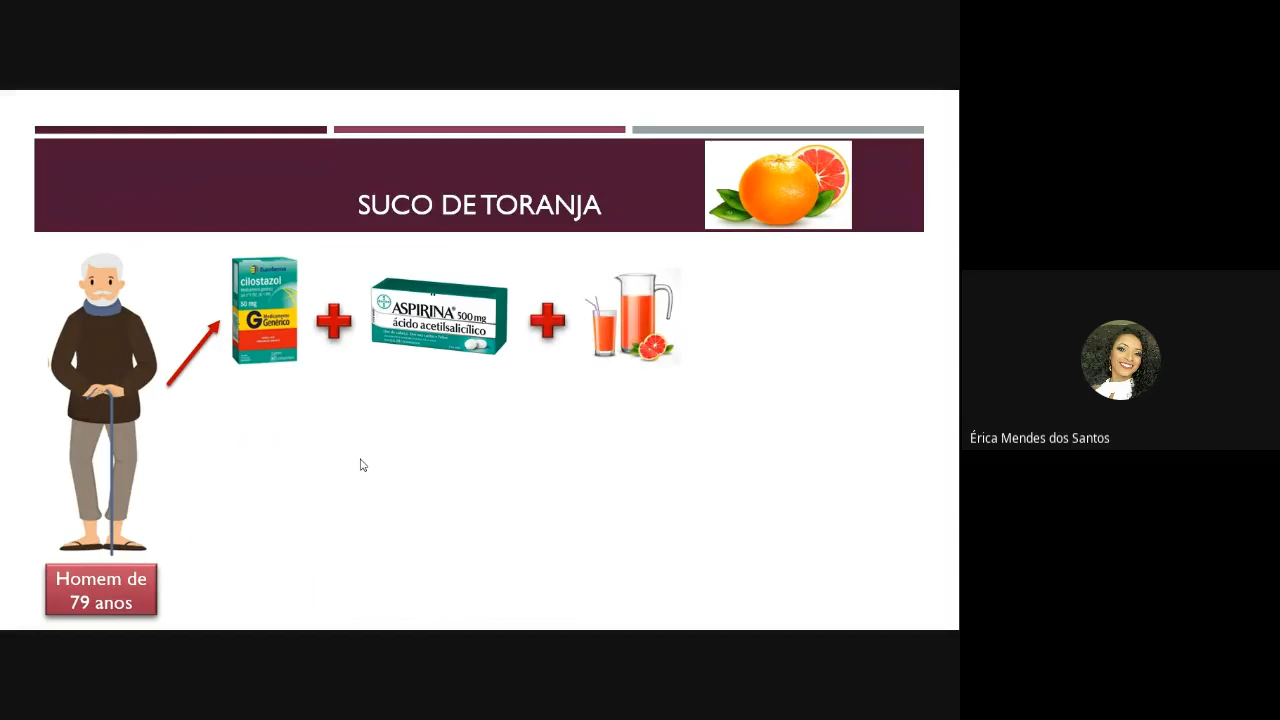 SUCO DE TORANJA
Eurofarma
cilostazol
50 mg
G Medicamento
Genérico
ASPIRINA® 500 mg
ácido acetilsalicílico
Homem de
79 anos
Érica Mendes dos Santos